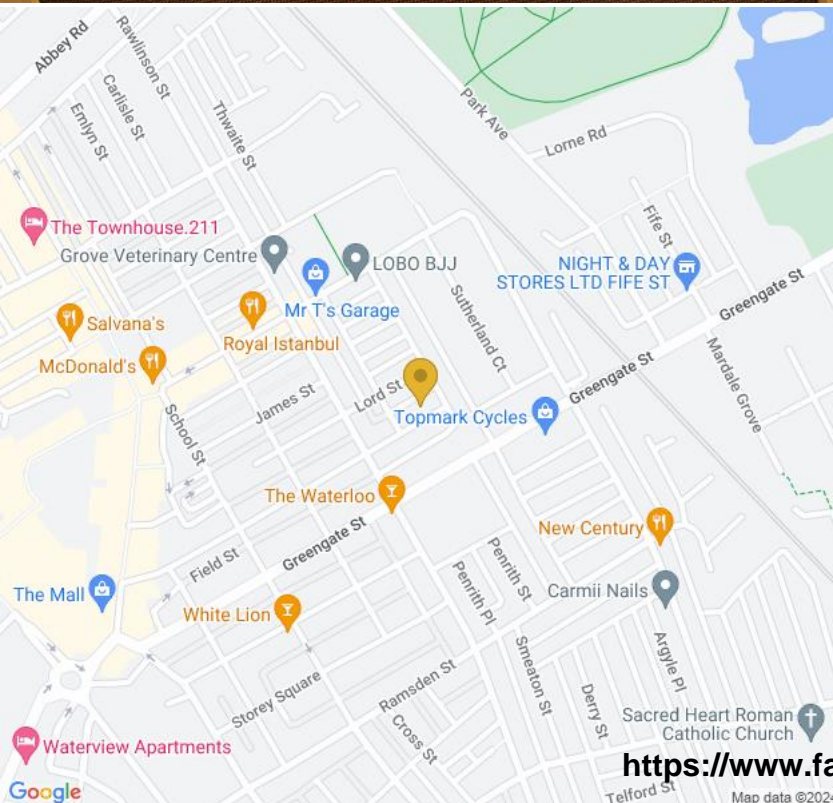 Abbey Rd
Rawlinson St
Carlisle St
Emlyn St
Thwaite St
Park Ave
Lorne Rd
Fife St
The Townhouse.211
Grove Veterinary Centre
LOBO BJJ
NIGHT & DAY
STORES LTD FIFE ST
Greengate St
Mr T's Garage
Salvana's
Royal Istanbul
McDonald's
Sutherland Ct
Mardale Grove
School St
James St
Lord St
Topmark Cycles
Greengate St
The Waterloo
Greengate St
Field St
New Century
The Mall
Penrith St
Penrith Pl
Carmii Nails
White Lion
Smeaton St
Argyle Pl
Storey Square
Ramsden St
Derry St
Cross St
Sacred Heart Roman
Catholic Church
Waterview Apartments
https://www.fa
Google
Telford St
Map data ©2024